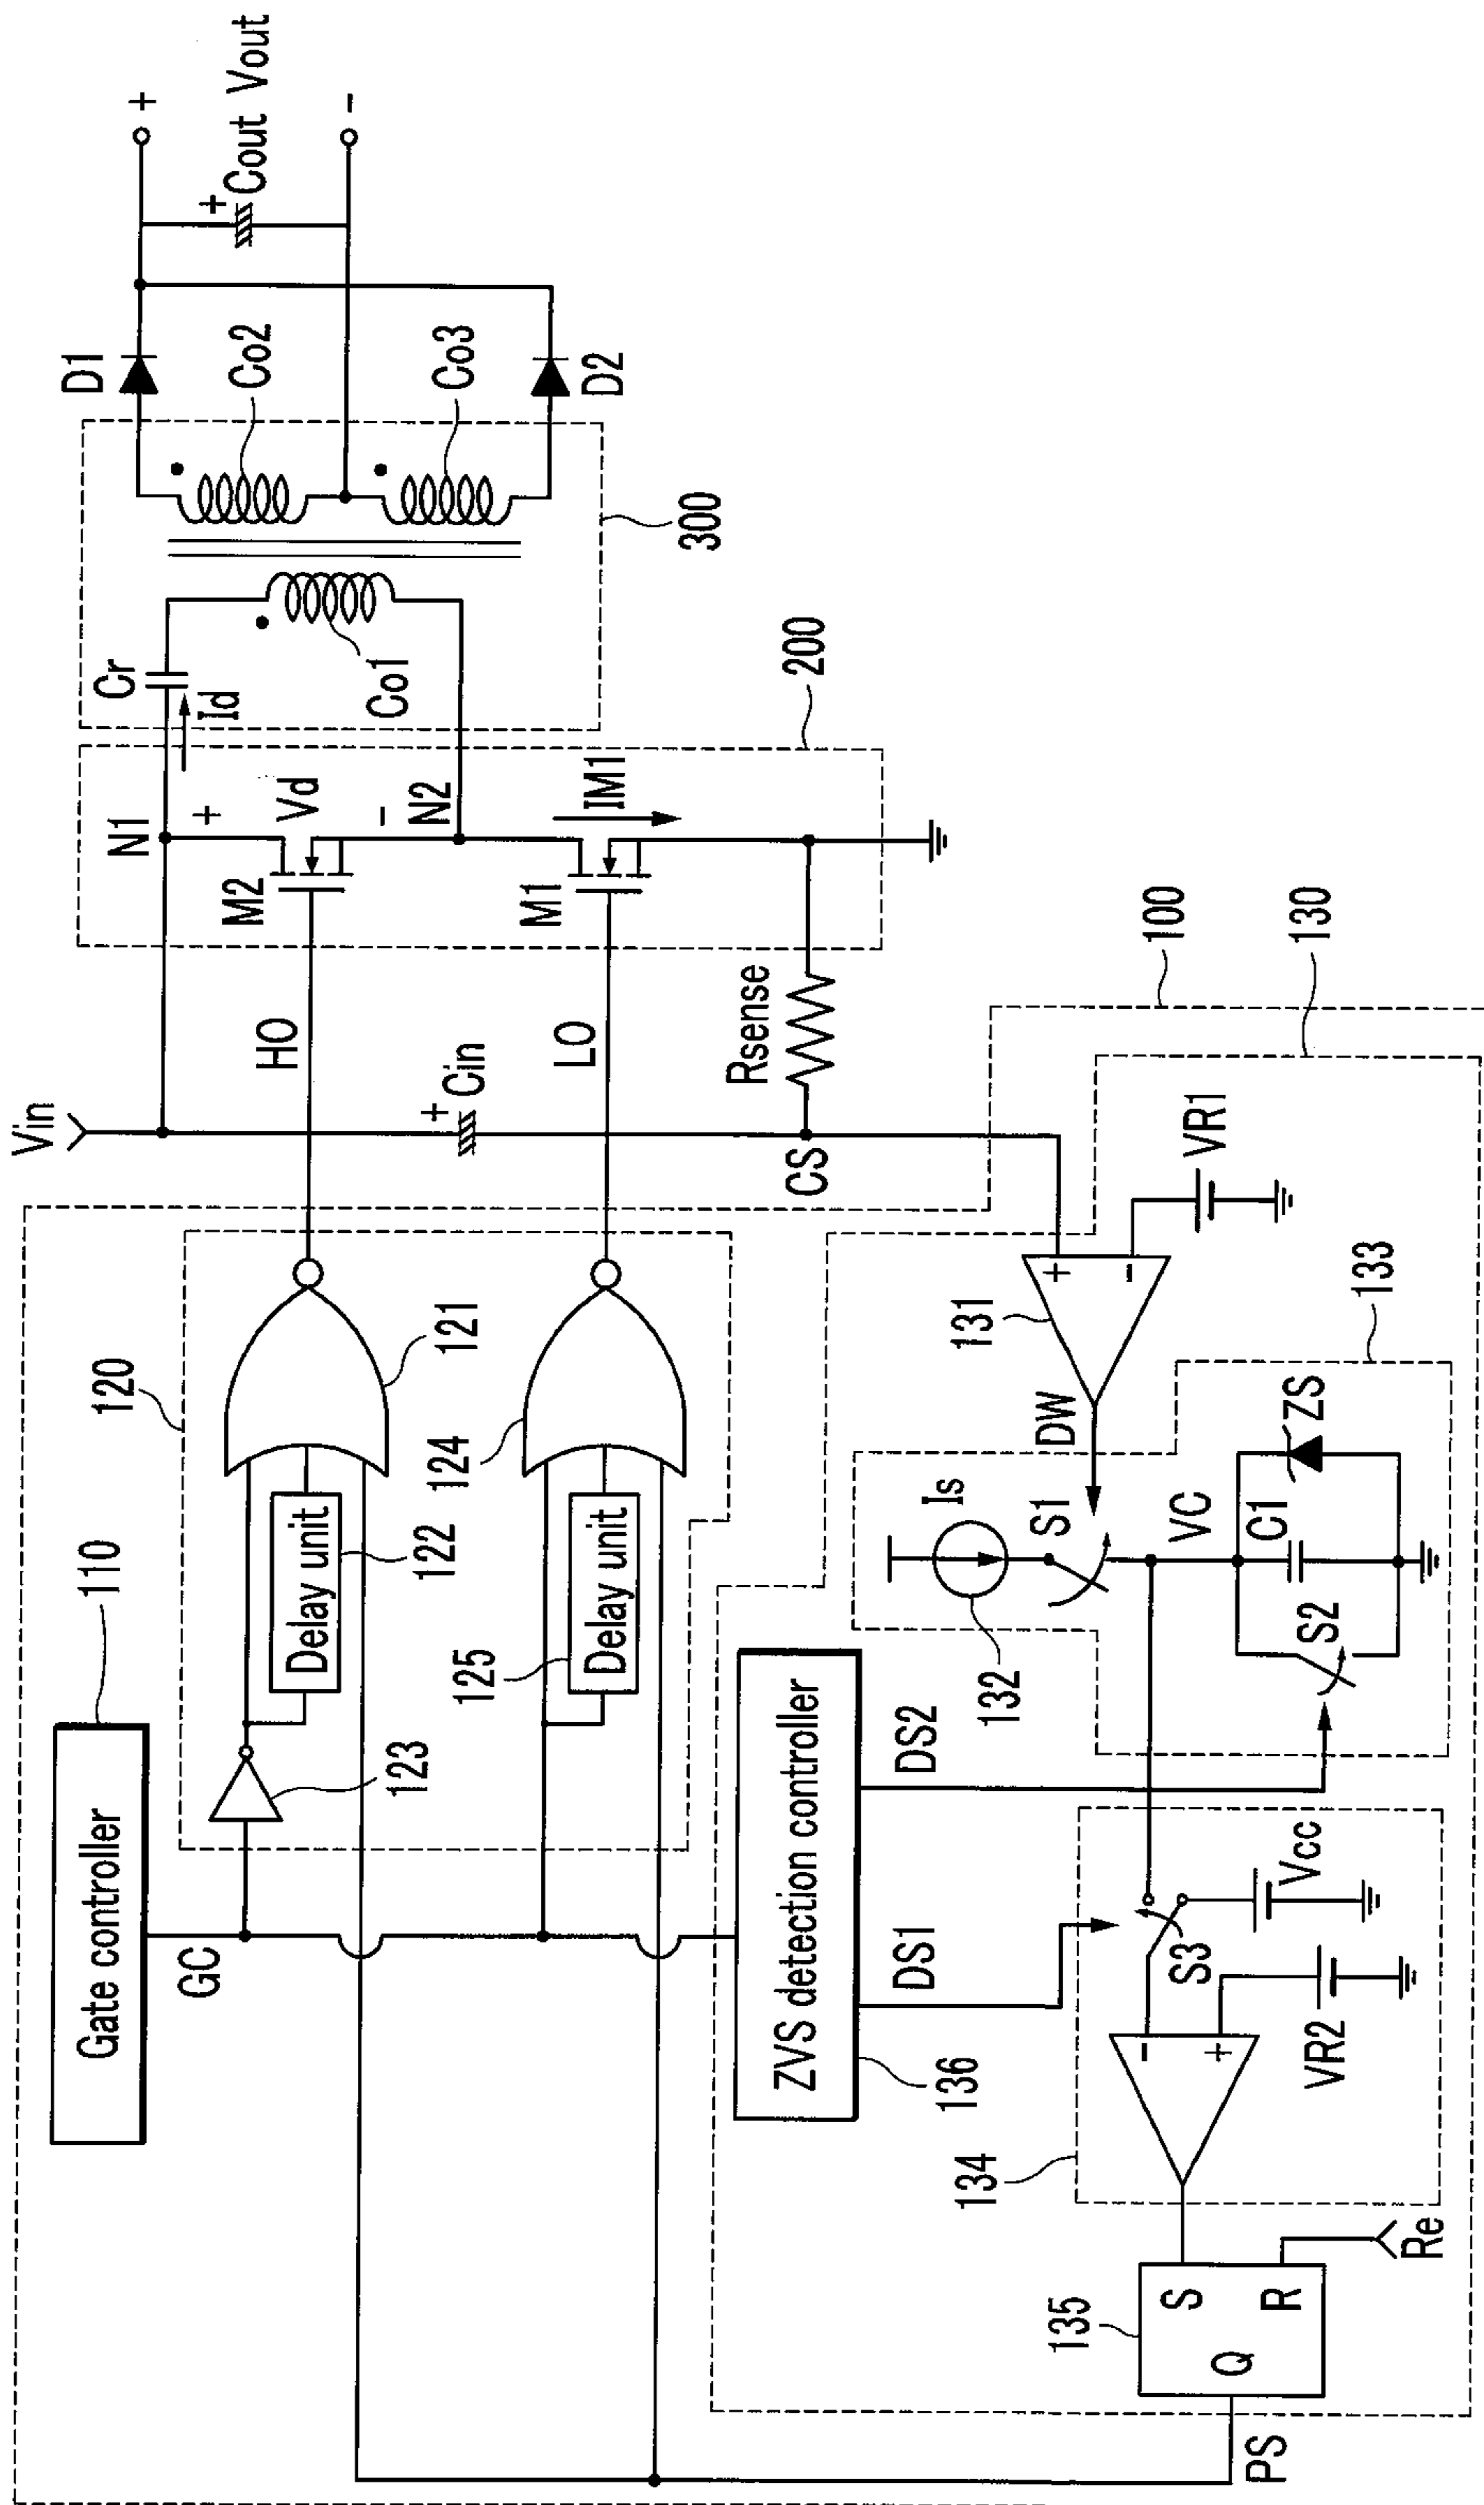 Vin
N1
Cr
D1
+
Id
+
Vd
-
N2
M2
HO
Co1
Co2
Co3
D2
+
Cout Vout
-
300
200
IM1
M1
LO
+
Cin
Rsense
CS
100
130
110
Gate controller
GC
120
121
Delay unit
122
123
124
Delay unit
125
131
+
-
VR1
DW
133
Is
S1
132
VC
C1
ZS
S2
ZVS detection controller
136
DS2
DS1
S3
Vcc
VR2
-
+
134
135
S
R
Q
Re
PS